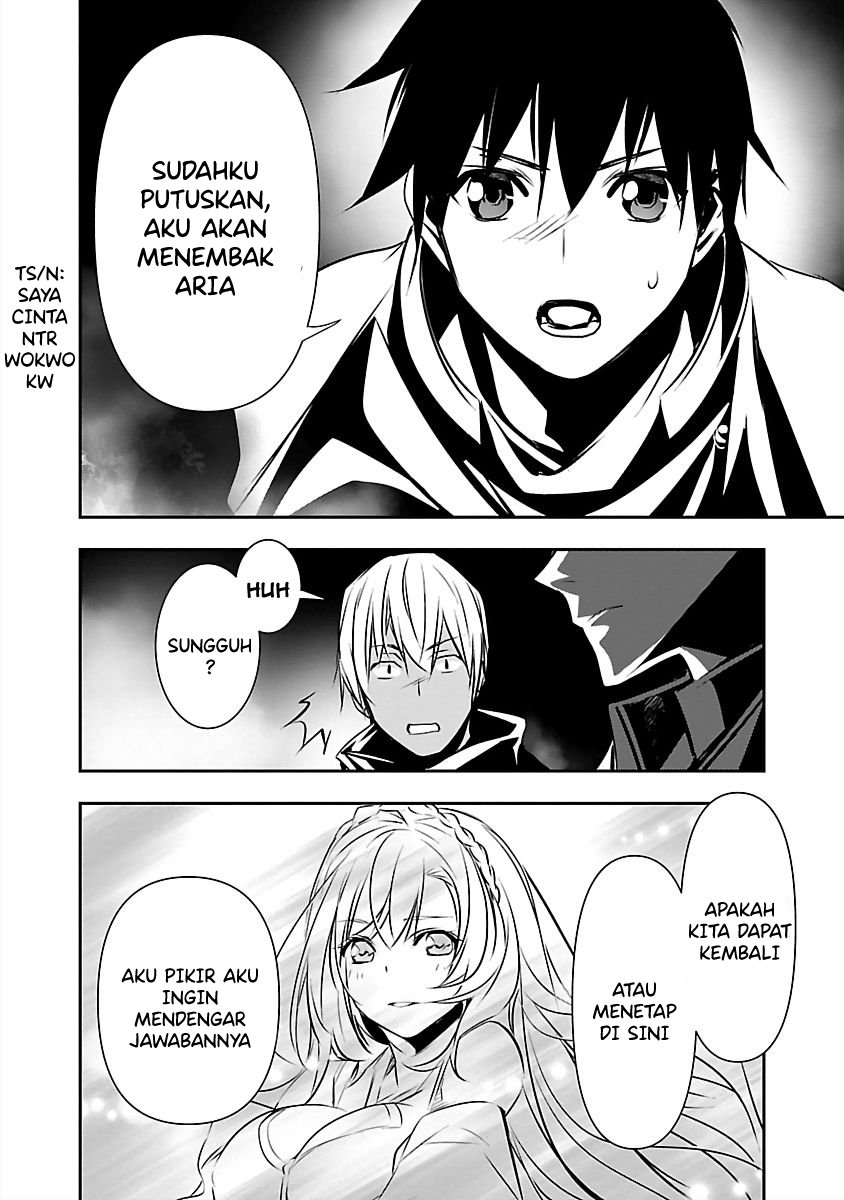 SUDAHKU
PUTUSKAN,
AKU AKAN
MENEMBAK
ARIA
TS/N:
SAYA
CINTA
NTR
WOKWO
KW
HUH
SUNGGUH
?
APAKAH
KITA DAPAT
KEMBALI
ATAU
MENETAP
DI SINI
AKU PIKIR AKU
INGIN
MENDENGAR
JAWABANNYA